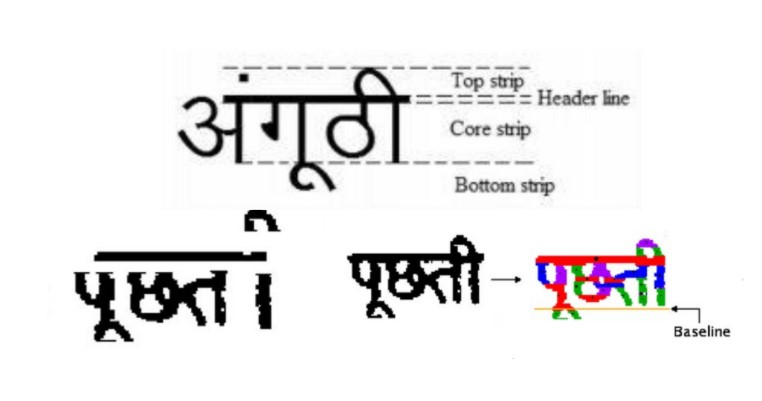 Top strip
अंगूठी Header line
Core strip
Bottom strip
पूछती पूछती पूछती
Baseline